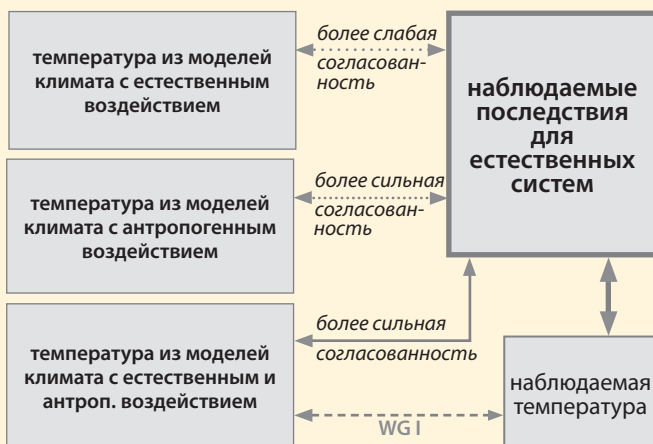 температура из моделей
климата с естественным
воздействием
более слабая
согласован-
ность
наблюдаемые
последствия
для
естественных
систем
температура из моделей
климата с антропогенным
воздействием
более сильная
согласован-
ность
температура из моделей
климата с естественным и
антроп. воздействием
более сильная
согласованность
наблюдаемая
температура
WG I